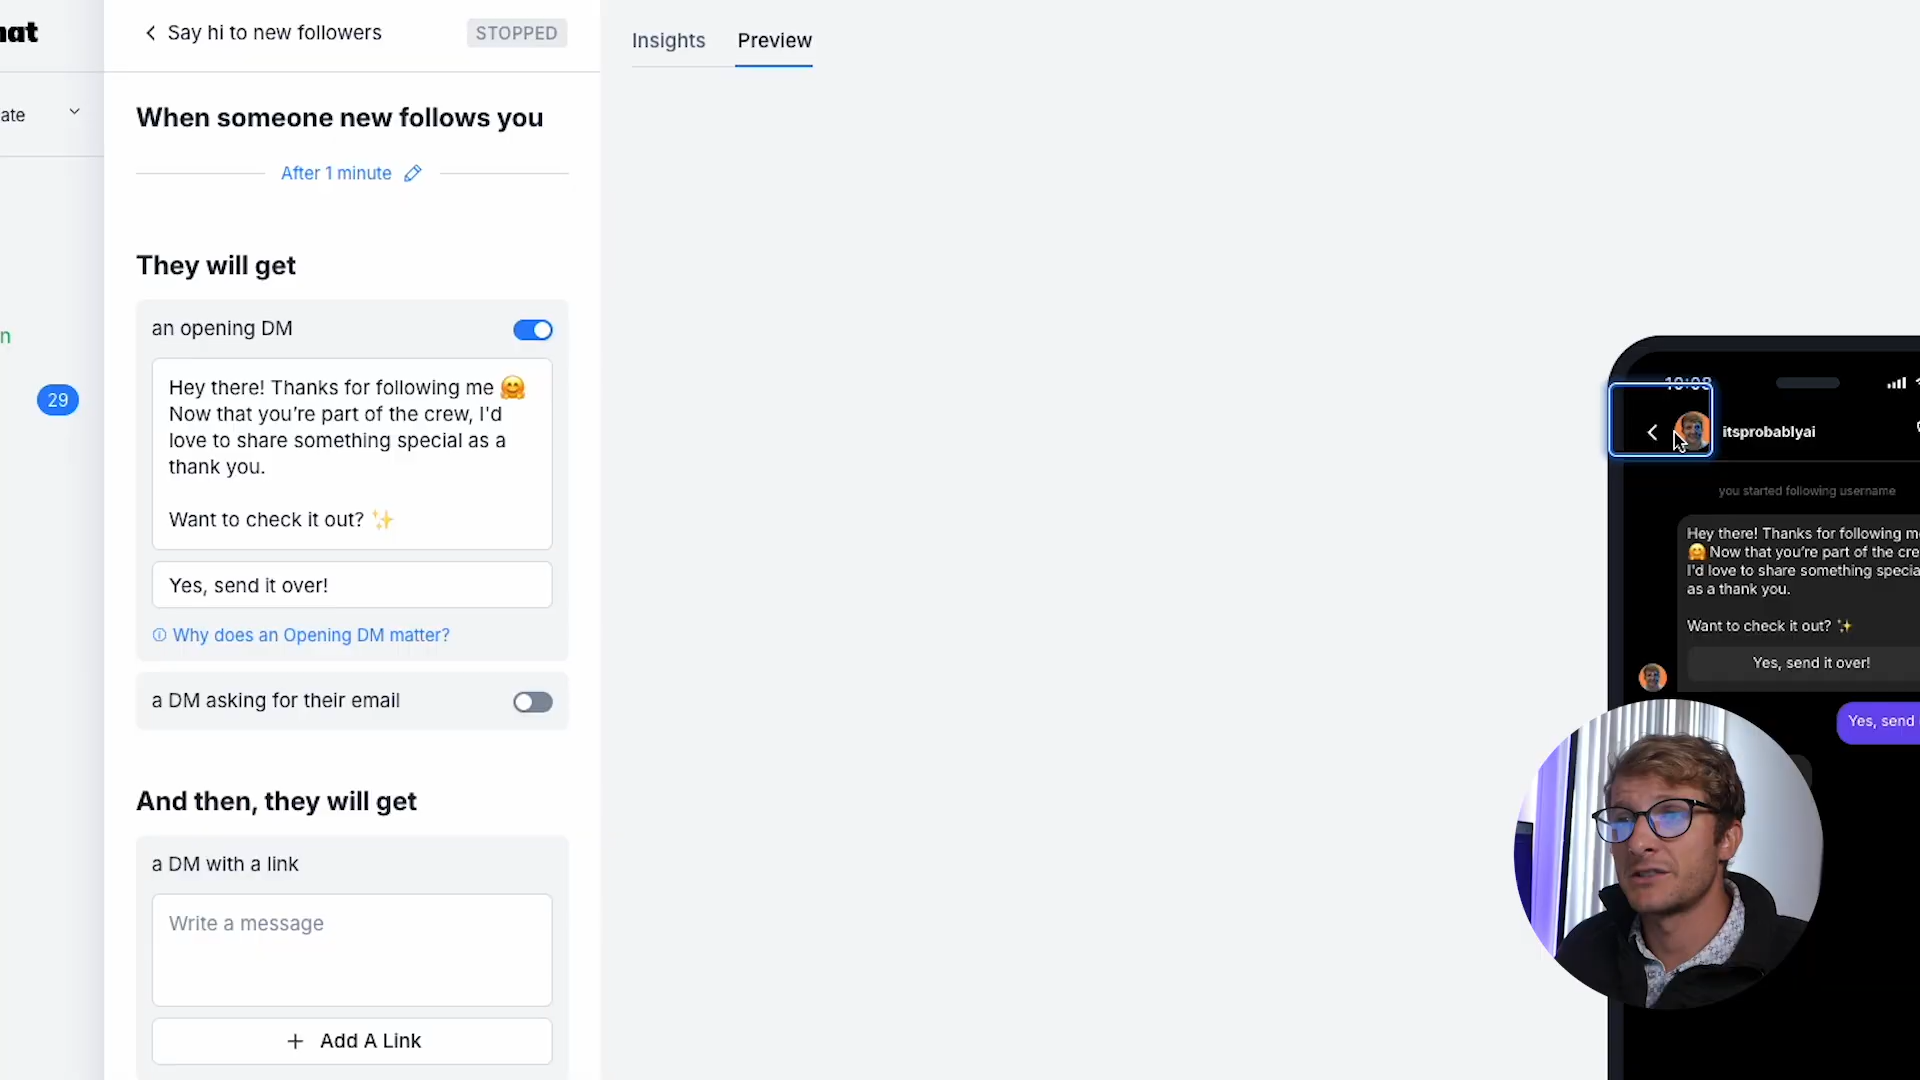 hat
ate
n
29
Say hi to new followers
STOPPED
When someone new follows you
After 1 minute
They will get
an opening DM
Hey there! Thanks for following me 🤗
Now that you’re part of the crew, I'd
love to share something special as a
thank you.
Want to check it out? ✨
Yes, send it over!
Why does an Opening DM matter?
a DM asking for their email
And then, they will get
a DM with a link
Write a message
+ Add A Link
Insights
Preview
19:08
itsprobablyai
you started following username
Hey there! Thanks for following m
🤗 Now that you’re part of the cre
I'd love to share something specia
as a thank you.
Want to check it out? ✨
Yes, send it over!
Yes, send